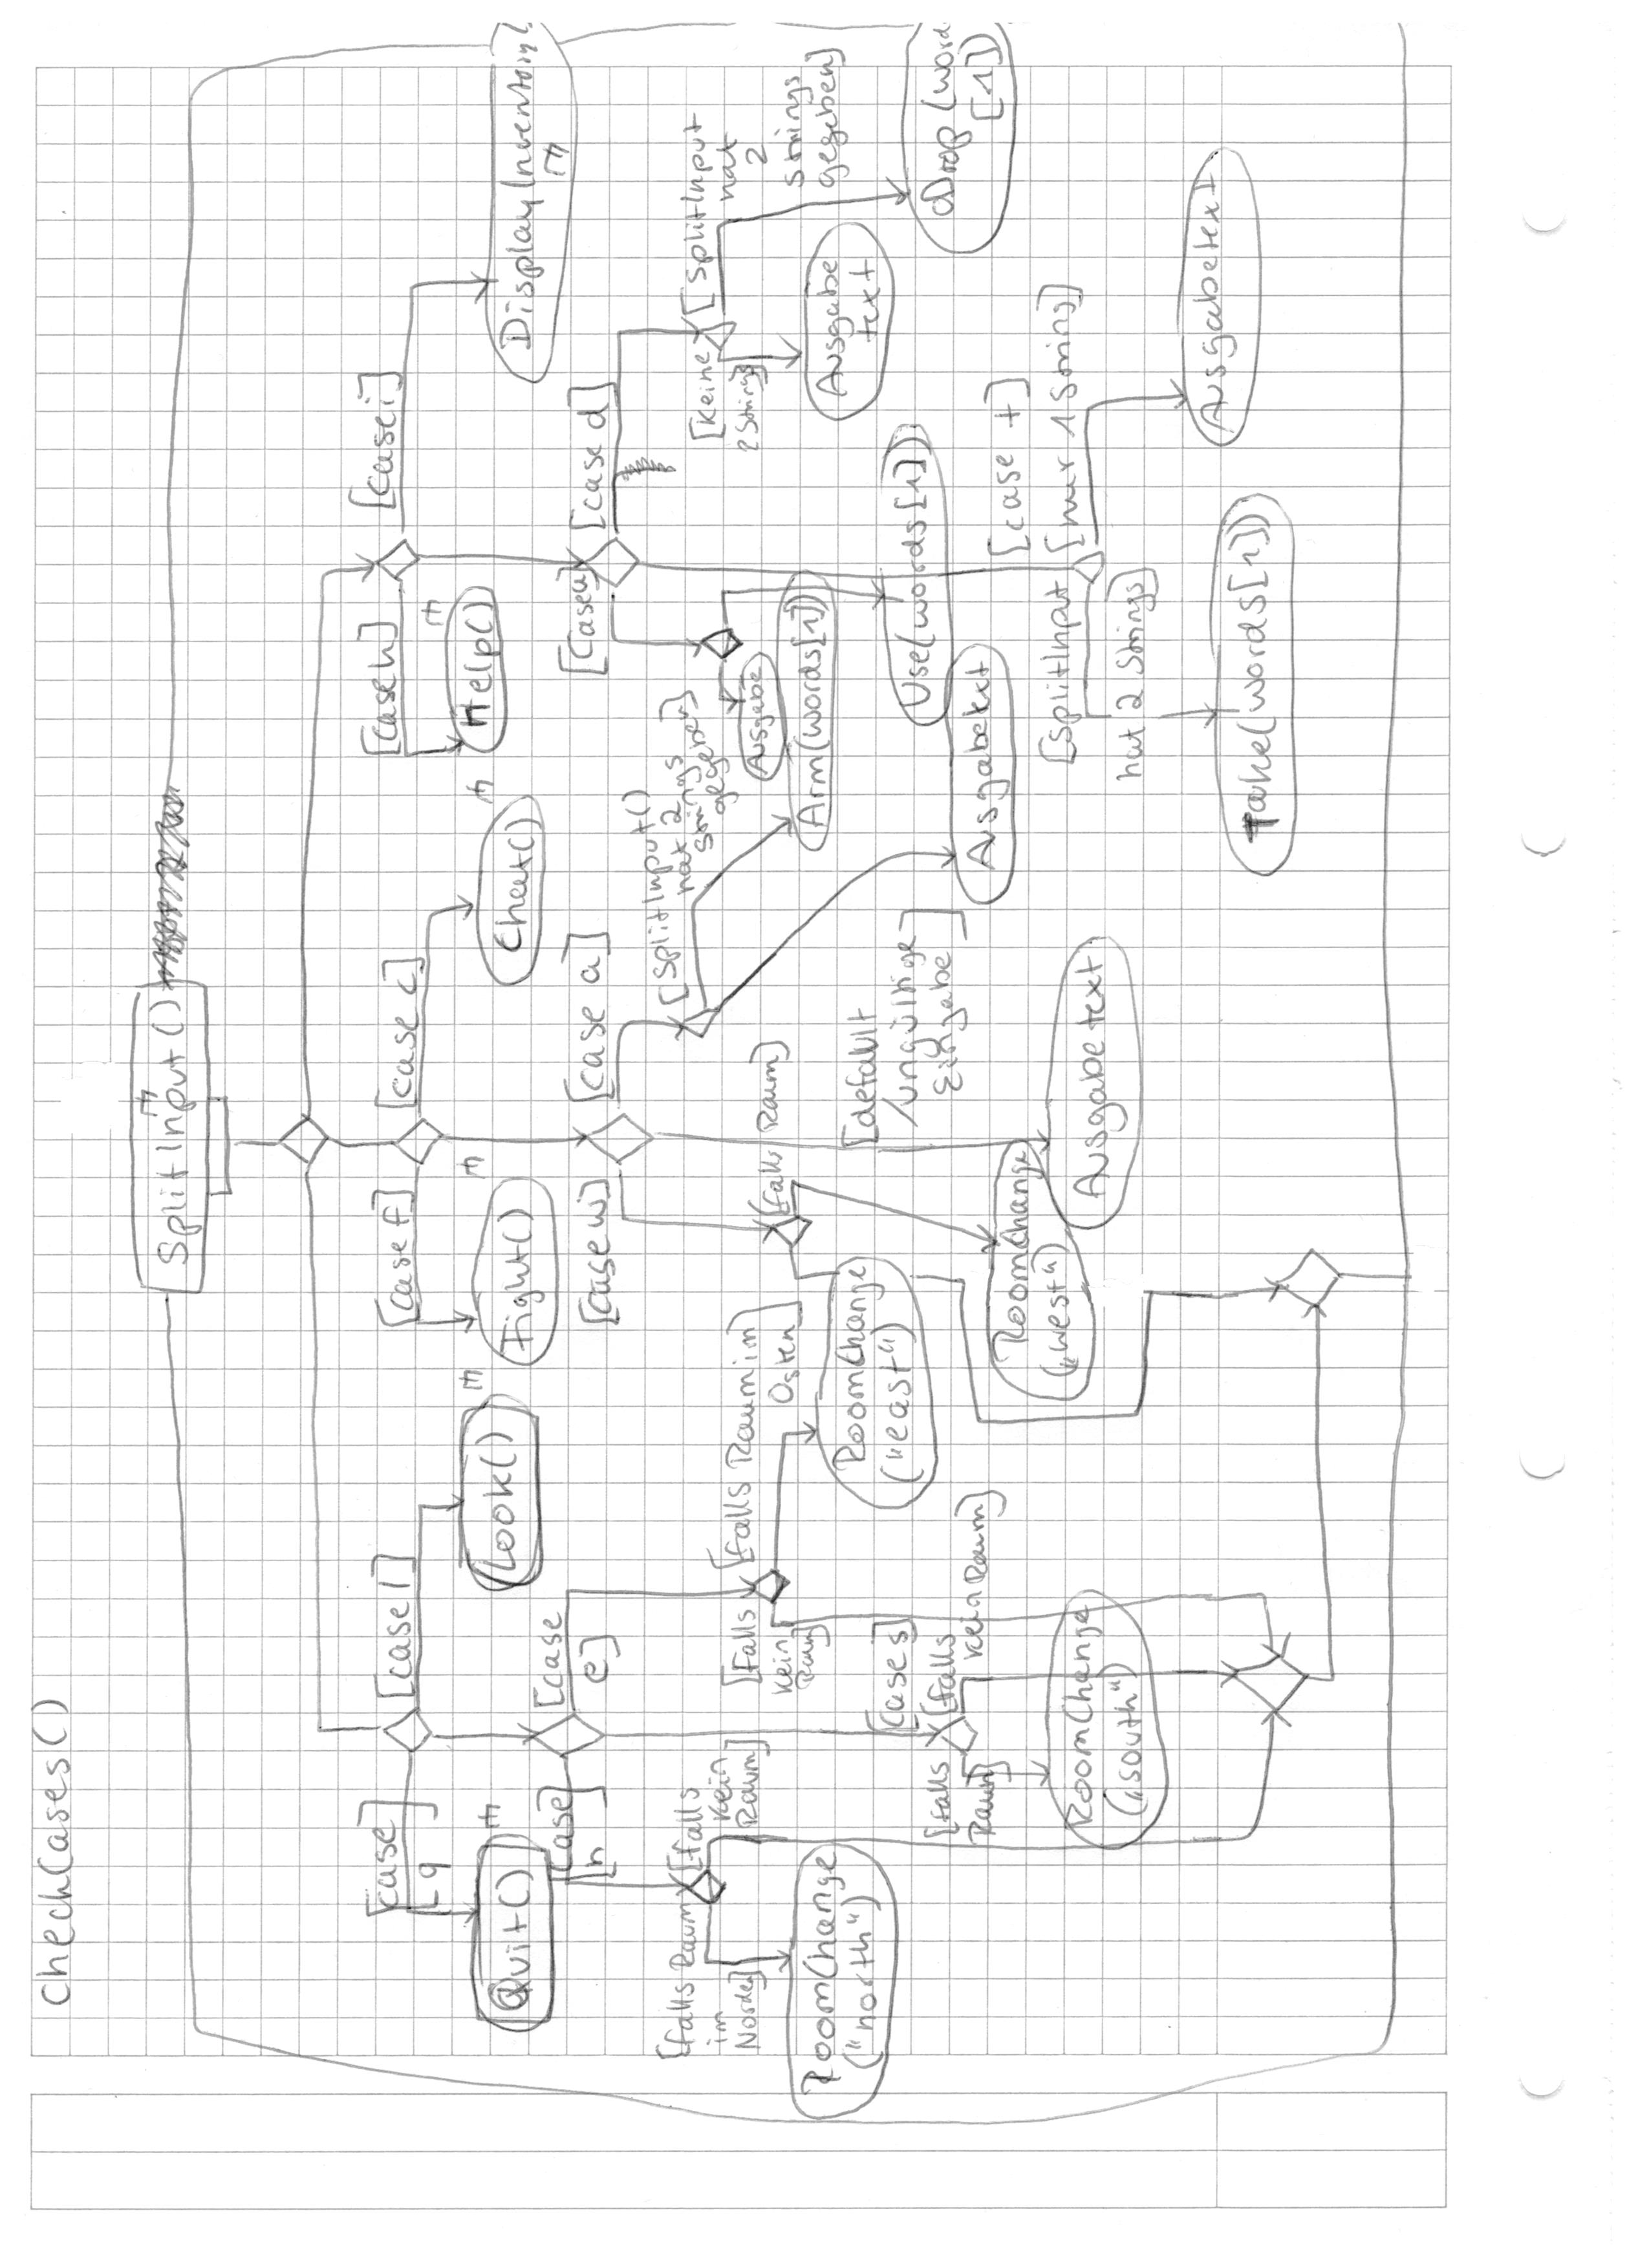 CheckCases()
SplitInput()
[case
q]
[case l]
[case f]
[case c]
[case h]
[case i]
Quit()
Look()
Fight()
Chat()
Help()
DisplayInventory(
[case
n]
[case
e]
[case w]
[case a]
[case u]
[case d]
[falls Raum
im
Norden]
[falls
kein
Raum]
[Falls
kein
Raum]
[falls Raum im
Osten]
[falls Raum]
[SplitInput()
hat 2
Strings
gegeben]
[Keine
2 Strings]
[SplitInput
hat
2
Strings
gegeben]
Ausgabe
RoomChange
("north")
RoomChange
("east")
Arm(words[1])
Ausgabe
text
[case s]
[falls
Raum]
[falls
kein Raum]
[default
/ungültige
Eingabe]
Use(words[1])
Drop(word
[1])
Asgabetext
RoomChange
("west")
RoomChange
("south")
Ausgabetext
[case t]
[SplitInput
hat 2 Strings]
[nur 1 String]
Take(words[1])
Ausgabetext